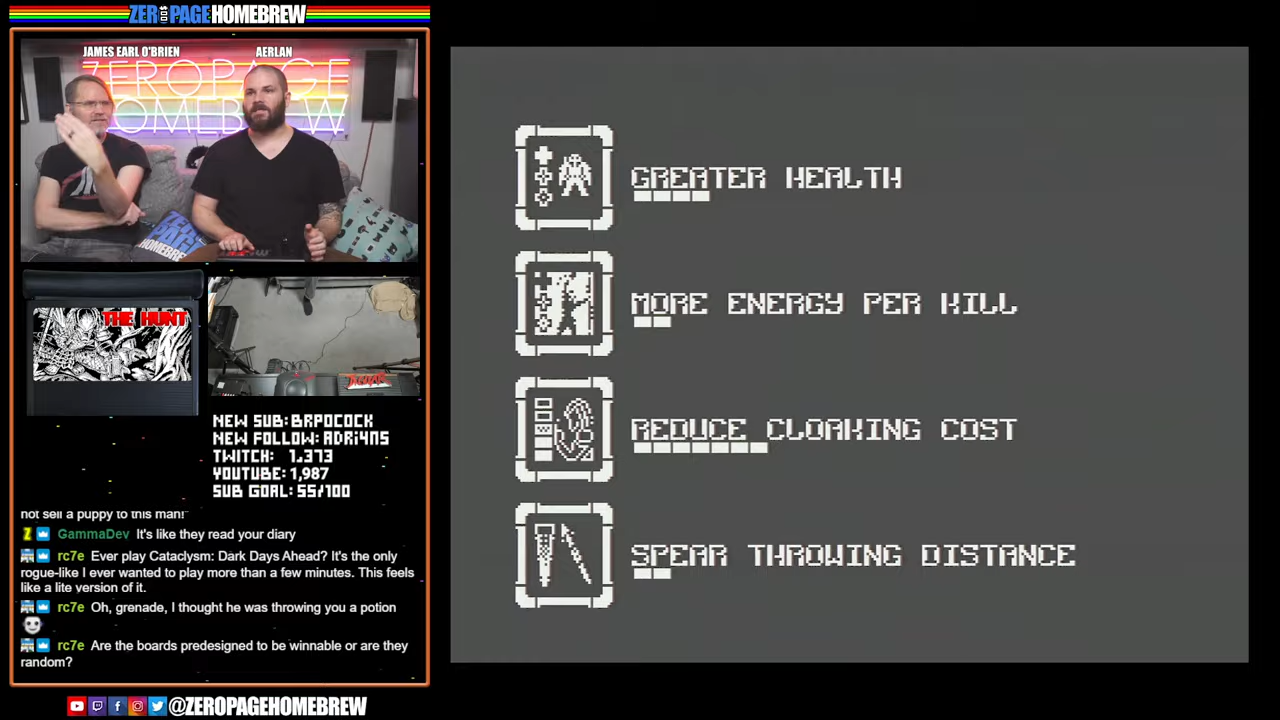 ZEROPAGEHOMEBREW
JAMES EARL O'BRIEN
AERLAN
ZEROPAGE
HOMEBREW
ZERO
PAGE
HOMEBREW
THE HUNT
NEW SUB: BRPOCOCK
NEW FOLLOW: ADRI4NS
TWITCH: 1,373
YOUTUBE: 1,987
SUB GOAL: 55/100
not sell a puppy to this man!
GammaDev It's like they read your diary
rc7e Ever play Cataclysm: Dark Days Ahead? It's the only
rogue-like I ever wanted to play more than a few minutes. This feels
like a lite version of it.
rc7e Oh, grenade, I thought he was throwing you a potion
rc7e Are the boards predesigned to be winnable or are they
random?
@ZEROPAGEHOMEBREW
GREATER HEALTH
MORE ENERGY PER KILL
REDUCE CLOAKING COST
SPEAR THROWING DISTANCE